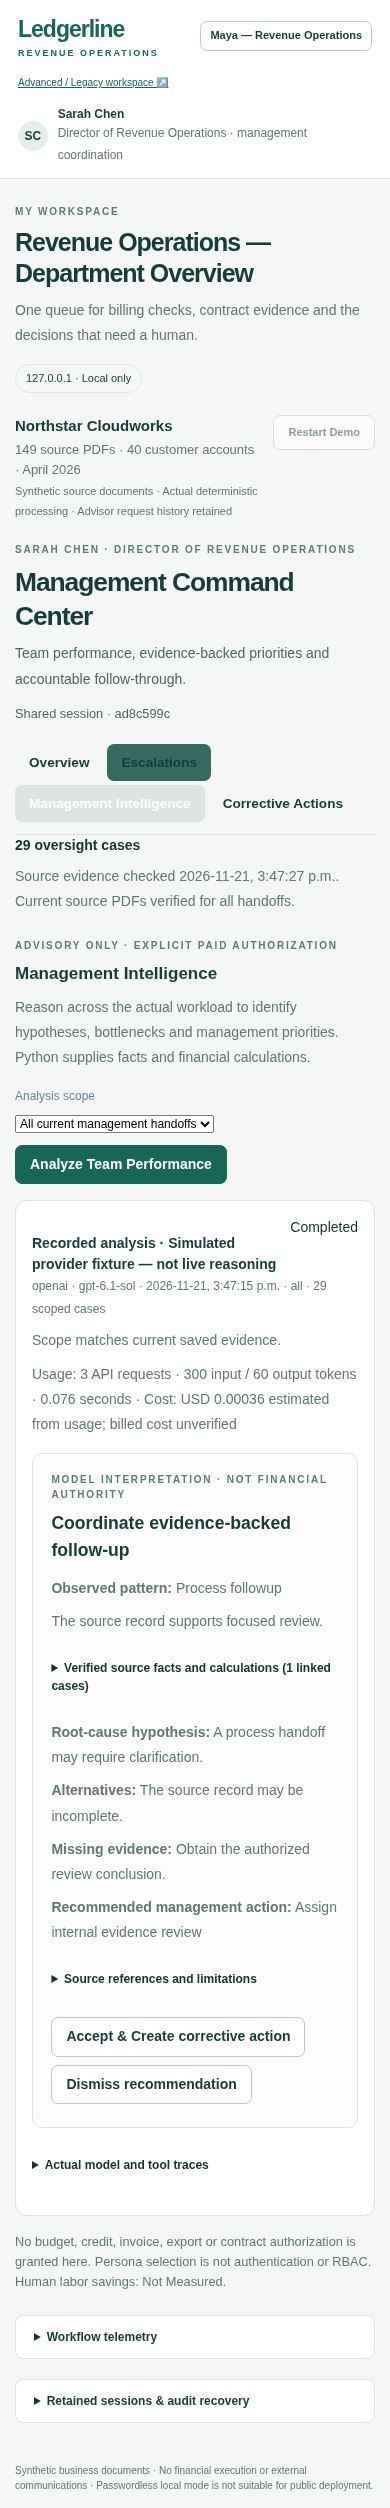 Ledgerline
REVENUE OPERATIONS
Maya — Revenue Operations
Advanced / Legacy workspace ↗
SC
Sarah Chen
Director of Revenue Operations · management
coordination
MY WORKSPACE
Revenue Operations —
Department Overview
One queue for billing checks, contract evidence and the
decisions that need a human.
127.0.0.1 · Local only
Northstar Cloudworks
149 source PDFs · 40 customer accounts
· April 2026
Synthetic source documents · Actual deterministic
processing · Advisor request history retained
Restart Demo
SARAH CHEN · DIRECTOR OF REVENUE OPERATIONS
Management Command
Center
Team performance, evidence-backed priorities and
accountable follow-through.
Shared session · ad8c599c
Overview
Escalations
Management Intelligence
Corrective Actions
29 oversight cases
Source evidence checked 2026-11-21, 3:47:27 p.m..
Current source PDFs verified for all handoffs.
ADVISORY ONLY · EXPLICIT PAID AUTHORIZATION
Management Intelligence
Reason across the actual workload to identify
hypotheses, bottlenecks and management priorities.
Python supplies facts and financial calculations.
Analysis scope
All current management handoffs
Analyze Team Performance
Completed
Recorded analysis · Simulated
provider fixture — not live reasoning
openai · gpt-6.1-sol · 2026-11-21, 3:47:15 p.m. · all · 29
scoped cases
Scope matches current saved evidence.
Usage: 3 API requests · 300 input / 60 output tokens
· 0.076 seconds · Cost: USD 0.00036 estimated
from usage; billed cost unverified
MODEL INTERPRETATION · NOT FINANCIAL
AUTHORITY
Coordinate evidence-backed
follow-up
Observed pattern: Process followup
The source record supports focused review.
▶ Verified source facts and calculations (1 linked
cases)
Root-cause hypothesis: A process handoff
may require clarification.
Alternatives: The source record may be
incomplete.
Missing evidence: Obtain the authorized
review conclusion.
Recommended management action: Assign
internal evidence review
▶ Source references and limitations
Accept & Create corrective action
Dismiss recommendation
▶ Actual model and tool traces
No budget, credit, invoice, export or contract authorization is
granted here. Persona selection is not authentication or RBAC.
Human labor savings: Not Measured.
▶ Workflow telemetry
▶ Retained sessions & audit recovery
Synthetic business documents · No financial execution or external
communications · Passwordless local mode is not suitable for public deployment.